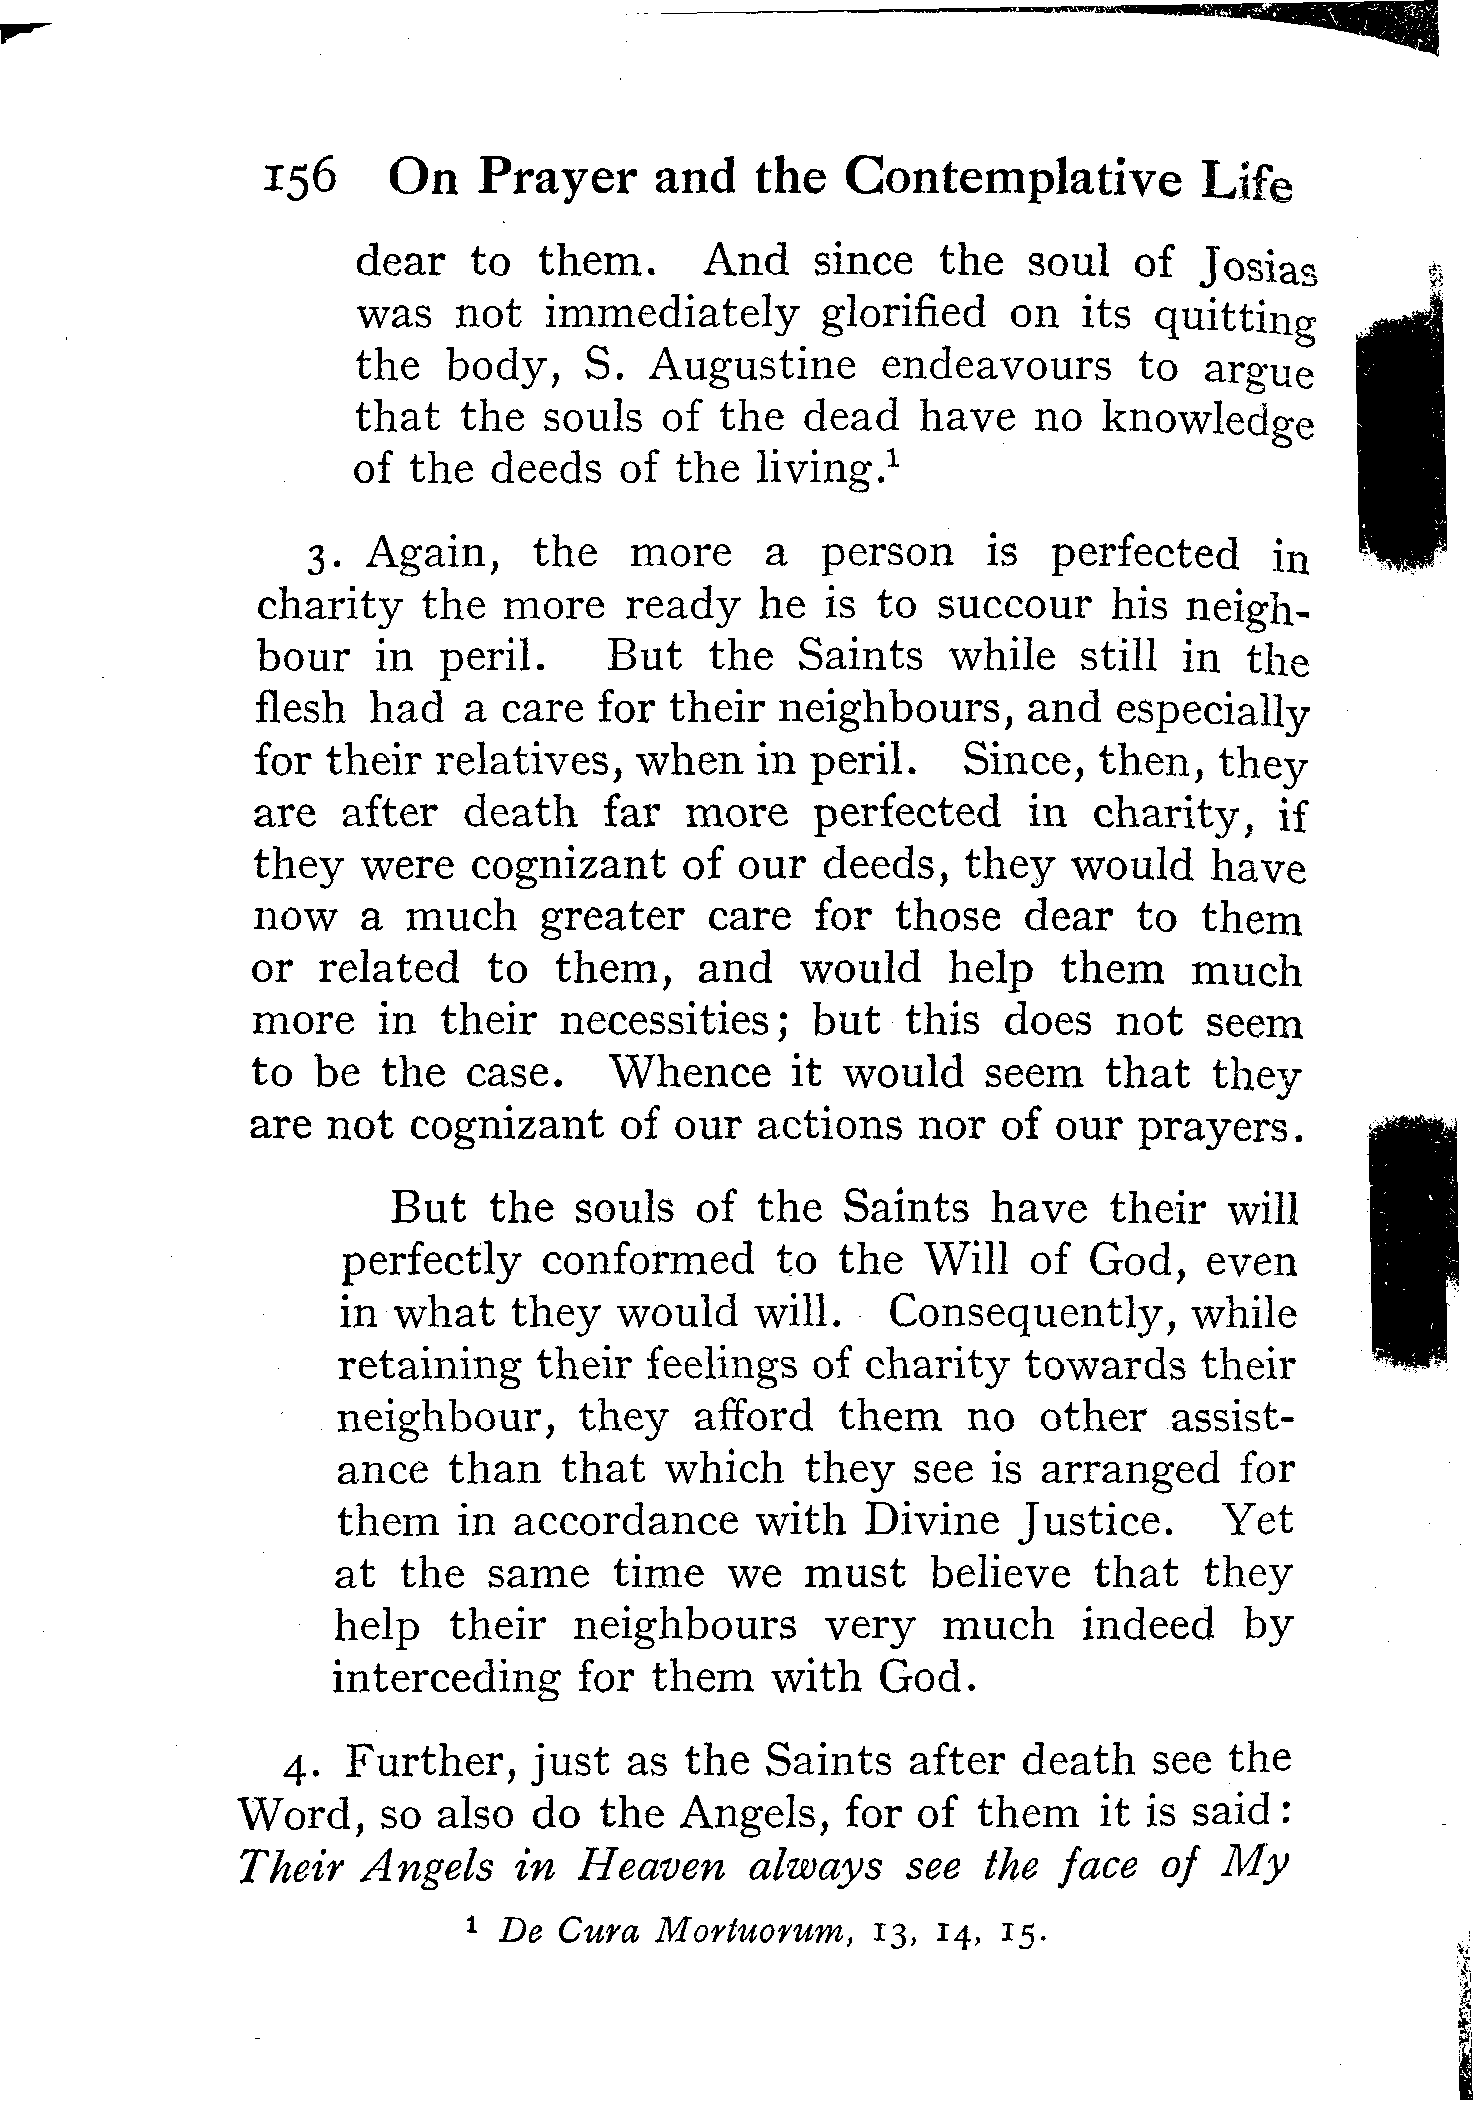 156 On Prayer and the Contemplative Life
dear to them. And since the soul of Josias
was not immediately glorified on its quitting
the body, S. Augustine endeavours to argue
that the souls of the dead have no knowledge
of the deeds of the living.¹
3. Again, the more a person is perfected in
charity the more ready he is to succour his neigh-
bour in peril. But the Saints while still in the
flesh had a care for their neighbours, and especially
for their relatives, when in peril. Since, then, they
are after death far more perfected in charity, if
they were cognizant of our deeds, they would have
now a much greater care for those dear to them
or related to them, and would help them much
more in their necessities; but this does not seem
to be the case. Whence it would seem that they
are not cognizant of our actions nor of our prayers.
But the souls of the Saints have their will
perfectly conformed to the Will of God, even
in what they would will. Consequently, while
retaining their feelings of charity towards their
neighbour, they afford them no other assist-
ance than that which they see is arranged for
them in accordance with Divine Justice. Yet
at the same time we must believe that they
help their neighbours very much indeed by
interceding for them with God.
4. Further, just as the Saints after death see the
Word, so also do the Angels, for of them it is said:
Their Angels in Heaven always see the face of My
¹ De Cura Mortuorum, 13, 14, 15.